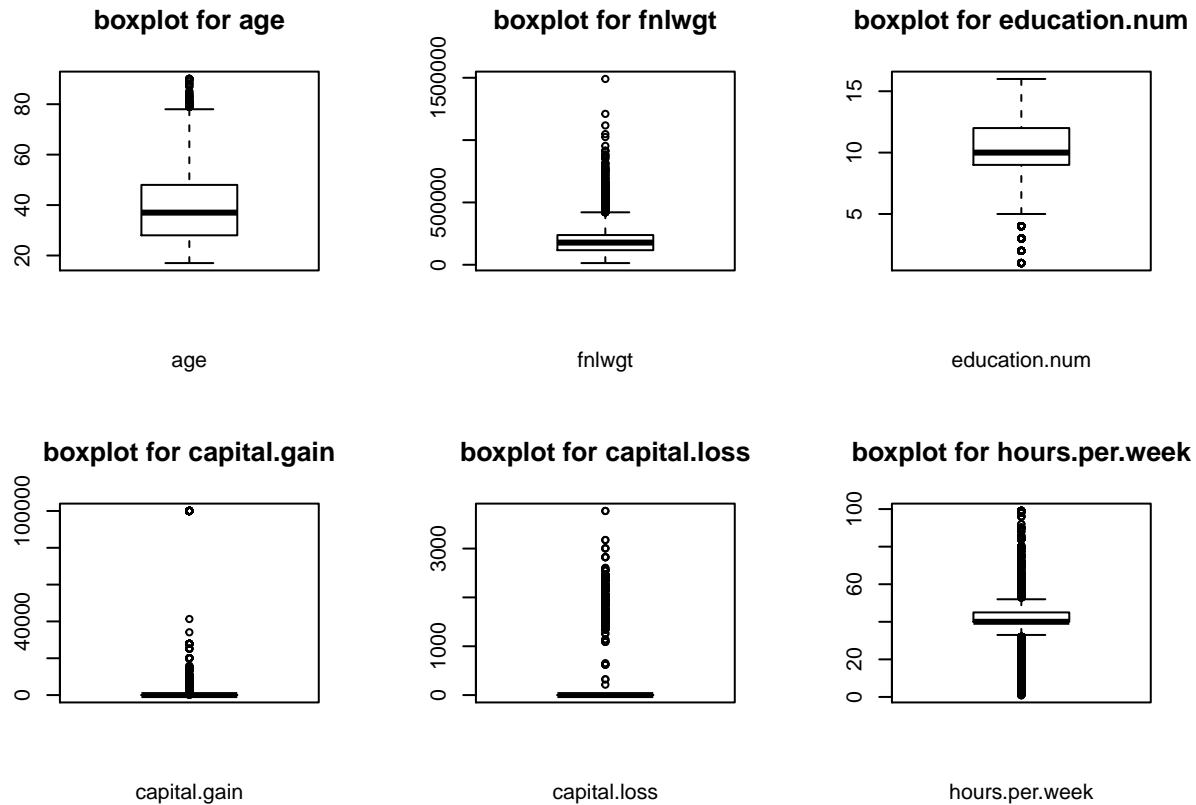 boxplot for age
80
60
40
20
age
boxplot for fnlwgt
1500000
500000
0
fnlwgt
boxplot for education.num
15
10
5
education.num
boxplot for capital.gain
100000
40000
0
capital.gain
boxplot for capital.loss
3000
1000
0
capital.loss
boxplot for hours.per.week
100
60
20
0
hours.per.week